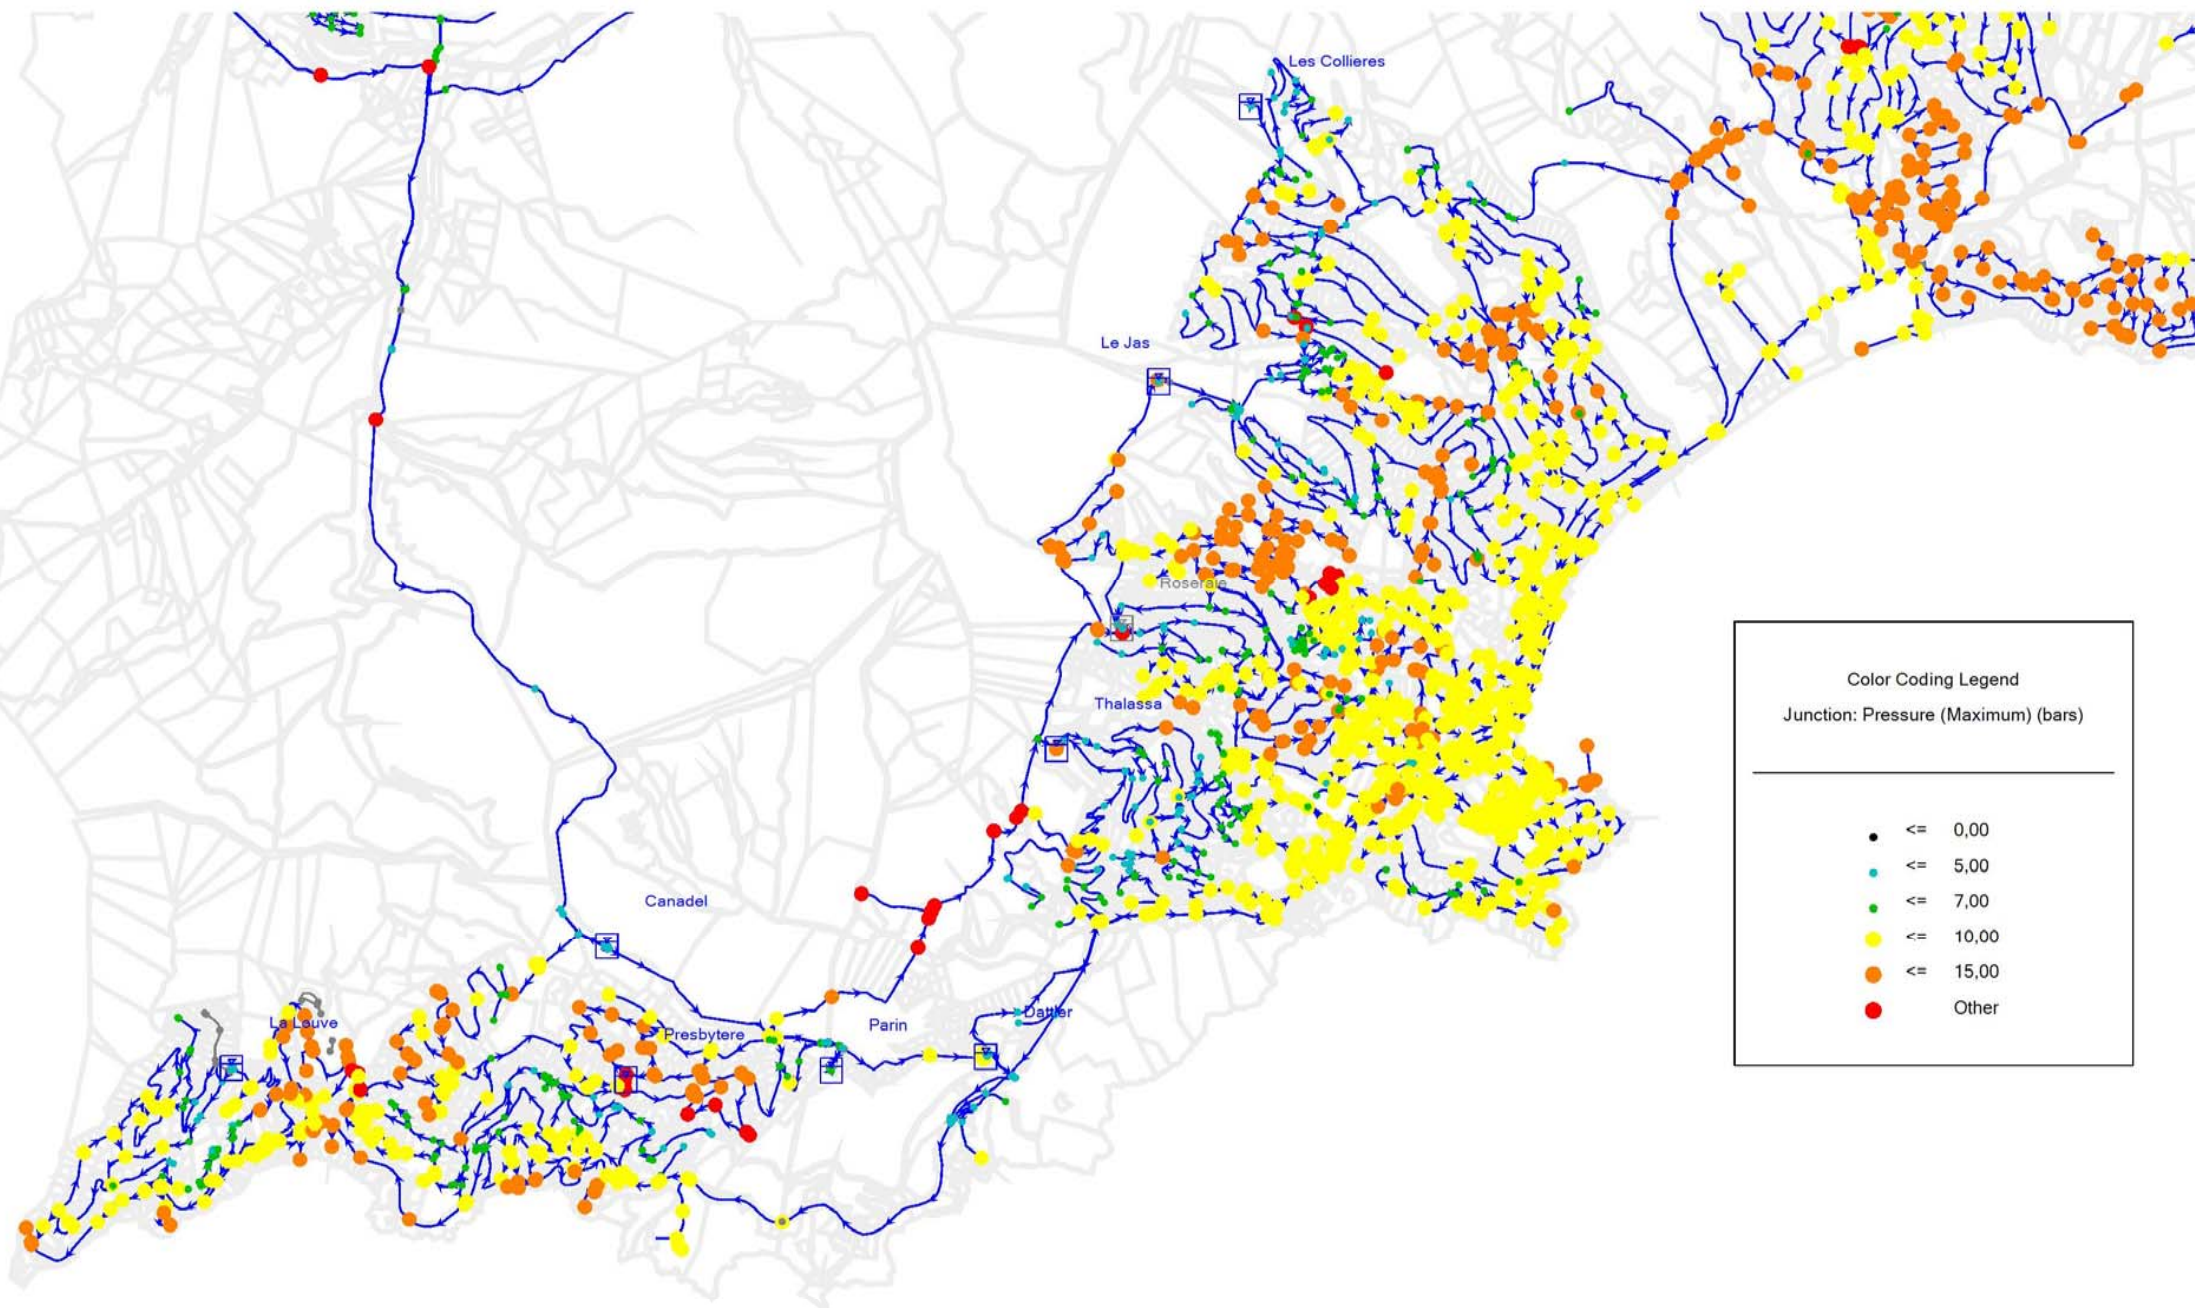 Les Collieres
Le Jas
Roseraie
Thalassa
Canadel
La Louve
Presbytere
Parin
Dattier
Color Coding Legend
Junction: Pressure (Maximum) (bars)
<= 0,00
<= 5,00
<= 7,00
<= 10,00
<= 15,00
Other